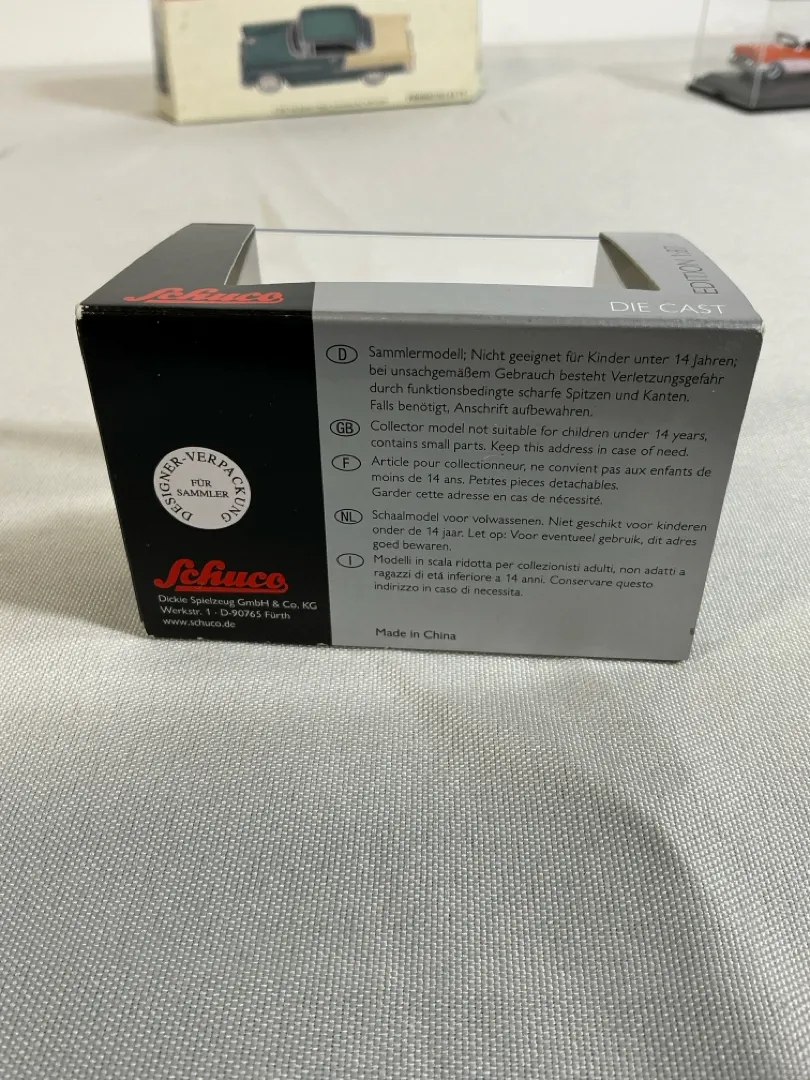 Schuco
DIE CAST
EDITION 1:43
D Sammlermodell; Nicht geeignet für Kinder unter 14 Jahren;
bei unsachgemäßem Gebrauch besteht Verletzungsgefahr
durch funktionsbedingte scharfe Spitzen und Kanten.
Falls benötigt, Anschrift aufbewahren.
GB Collector model not suitable for children under 14 years,
contains small parts. Keep this address in case of need.
F Article pour collectionneur, ne convient pas aux enfants de
moins de 14 ans. Petites pieces detachables.
Garder cette adresse en cas de nécessité.
NL Schaalmodel voor volwassenen. Niet geschikt voor kinderen
onder de 14 jaar. Let op: Voor eventueel gebruik, dit adres
goed bewaren.
I Modelli in scala ridotta per collezionisti adulti, non adatti a
ragazzi di etá inferiore a 14 anni. Conservare questo
indirizzo in caso di necessita.
Made in China
DESIGNER-VERPACKUNG
FÜR
SAMMLER
Schuco
Dickie Spielzeug GmbH & Co. KG
Werkstr. 1 · D-90765 Fürth
www.schuco.de